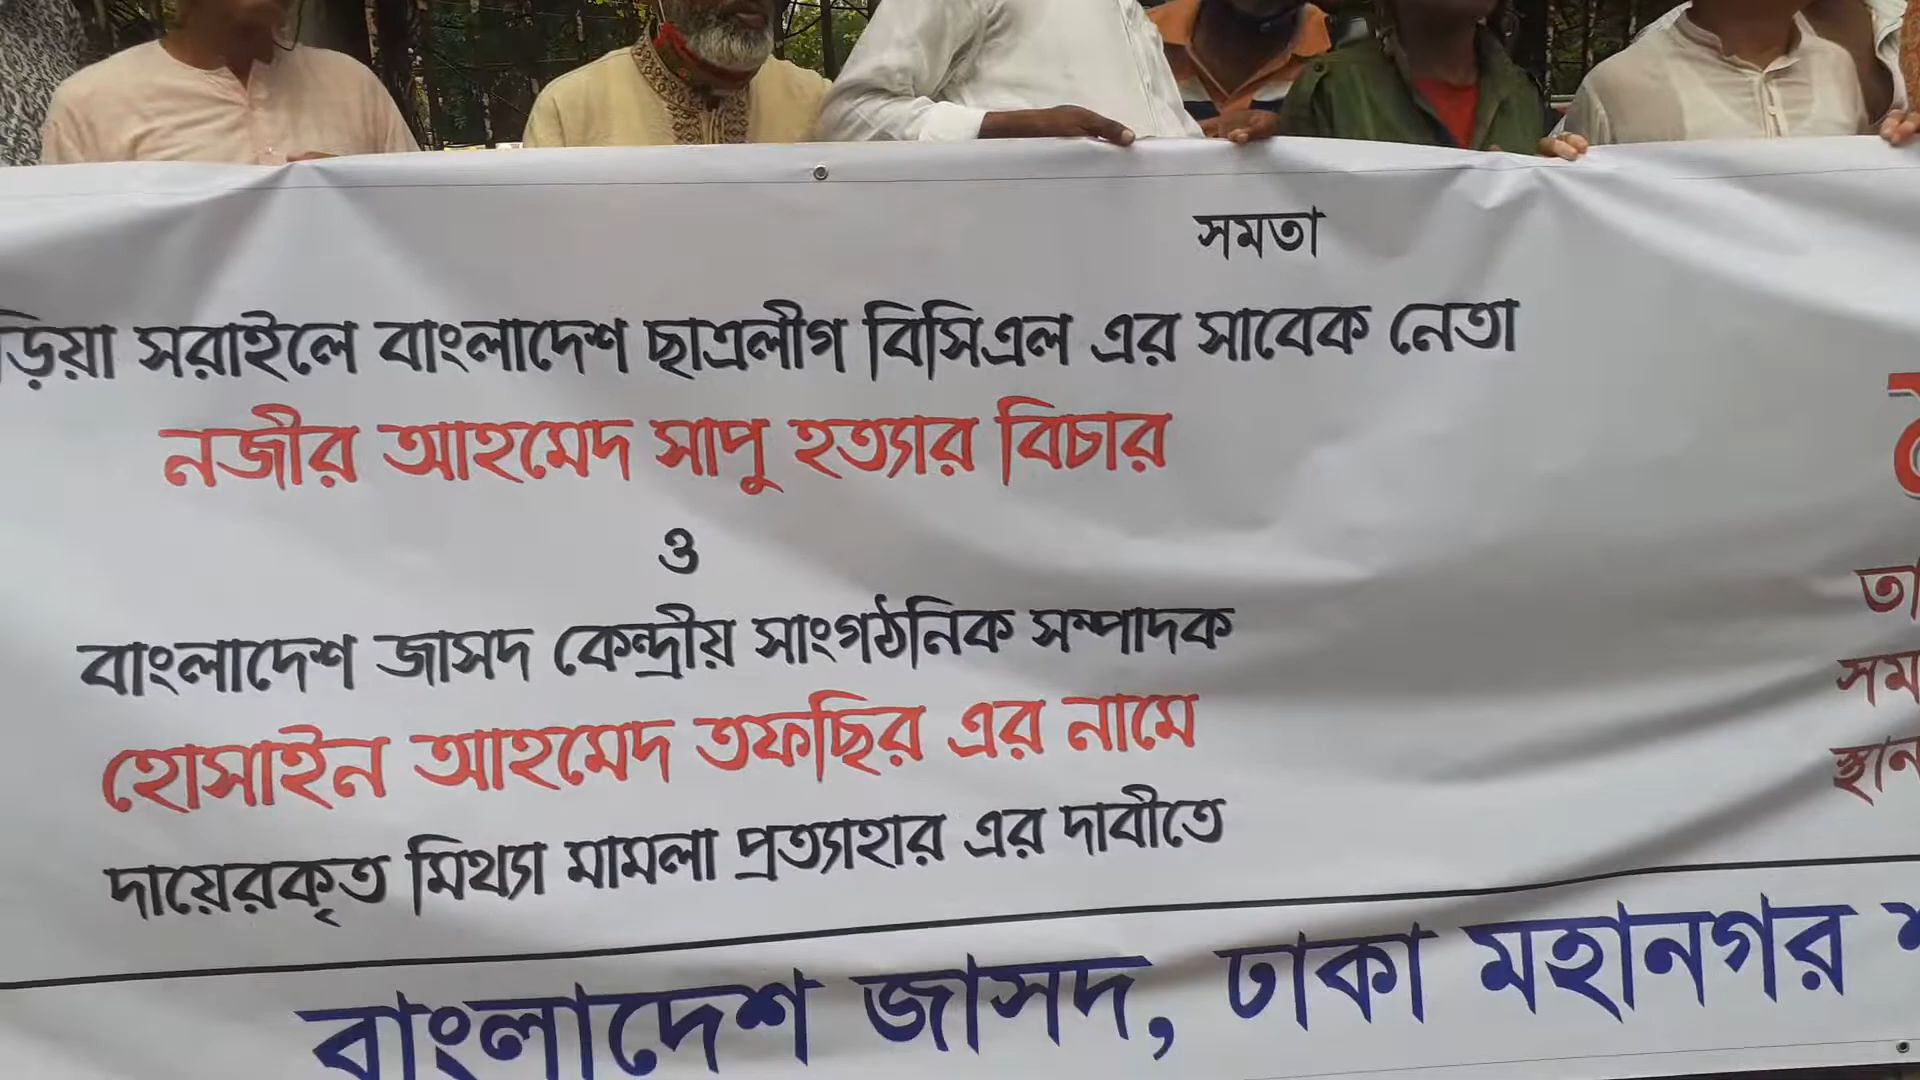 সমতা
ড়িয়া সরাইলে বাংলাদেশ ছাত্রলীগ বিসিএল এর সাবেক নেতা
নজীর আহমেদ সাপু হত্যার বিচার
ও
বাংলাদেশ জাসদ কেন্দ্রীয় সাংগঠনিক সম্পাদক
হোসাইন আহমেদ তফছির এর নামে
দায়েরকৃত মিথ্যা মামলা প্রত্যাহার এর দাবীতে
তা
সম
স্থান
বাংলাদেশ জাসদ, ঢাকা মহানগর